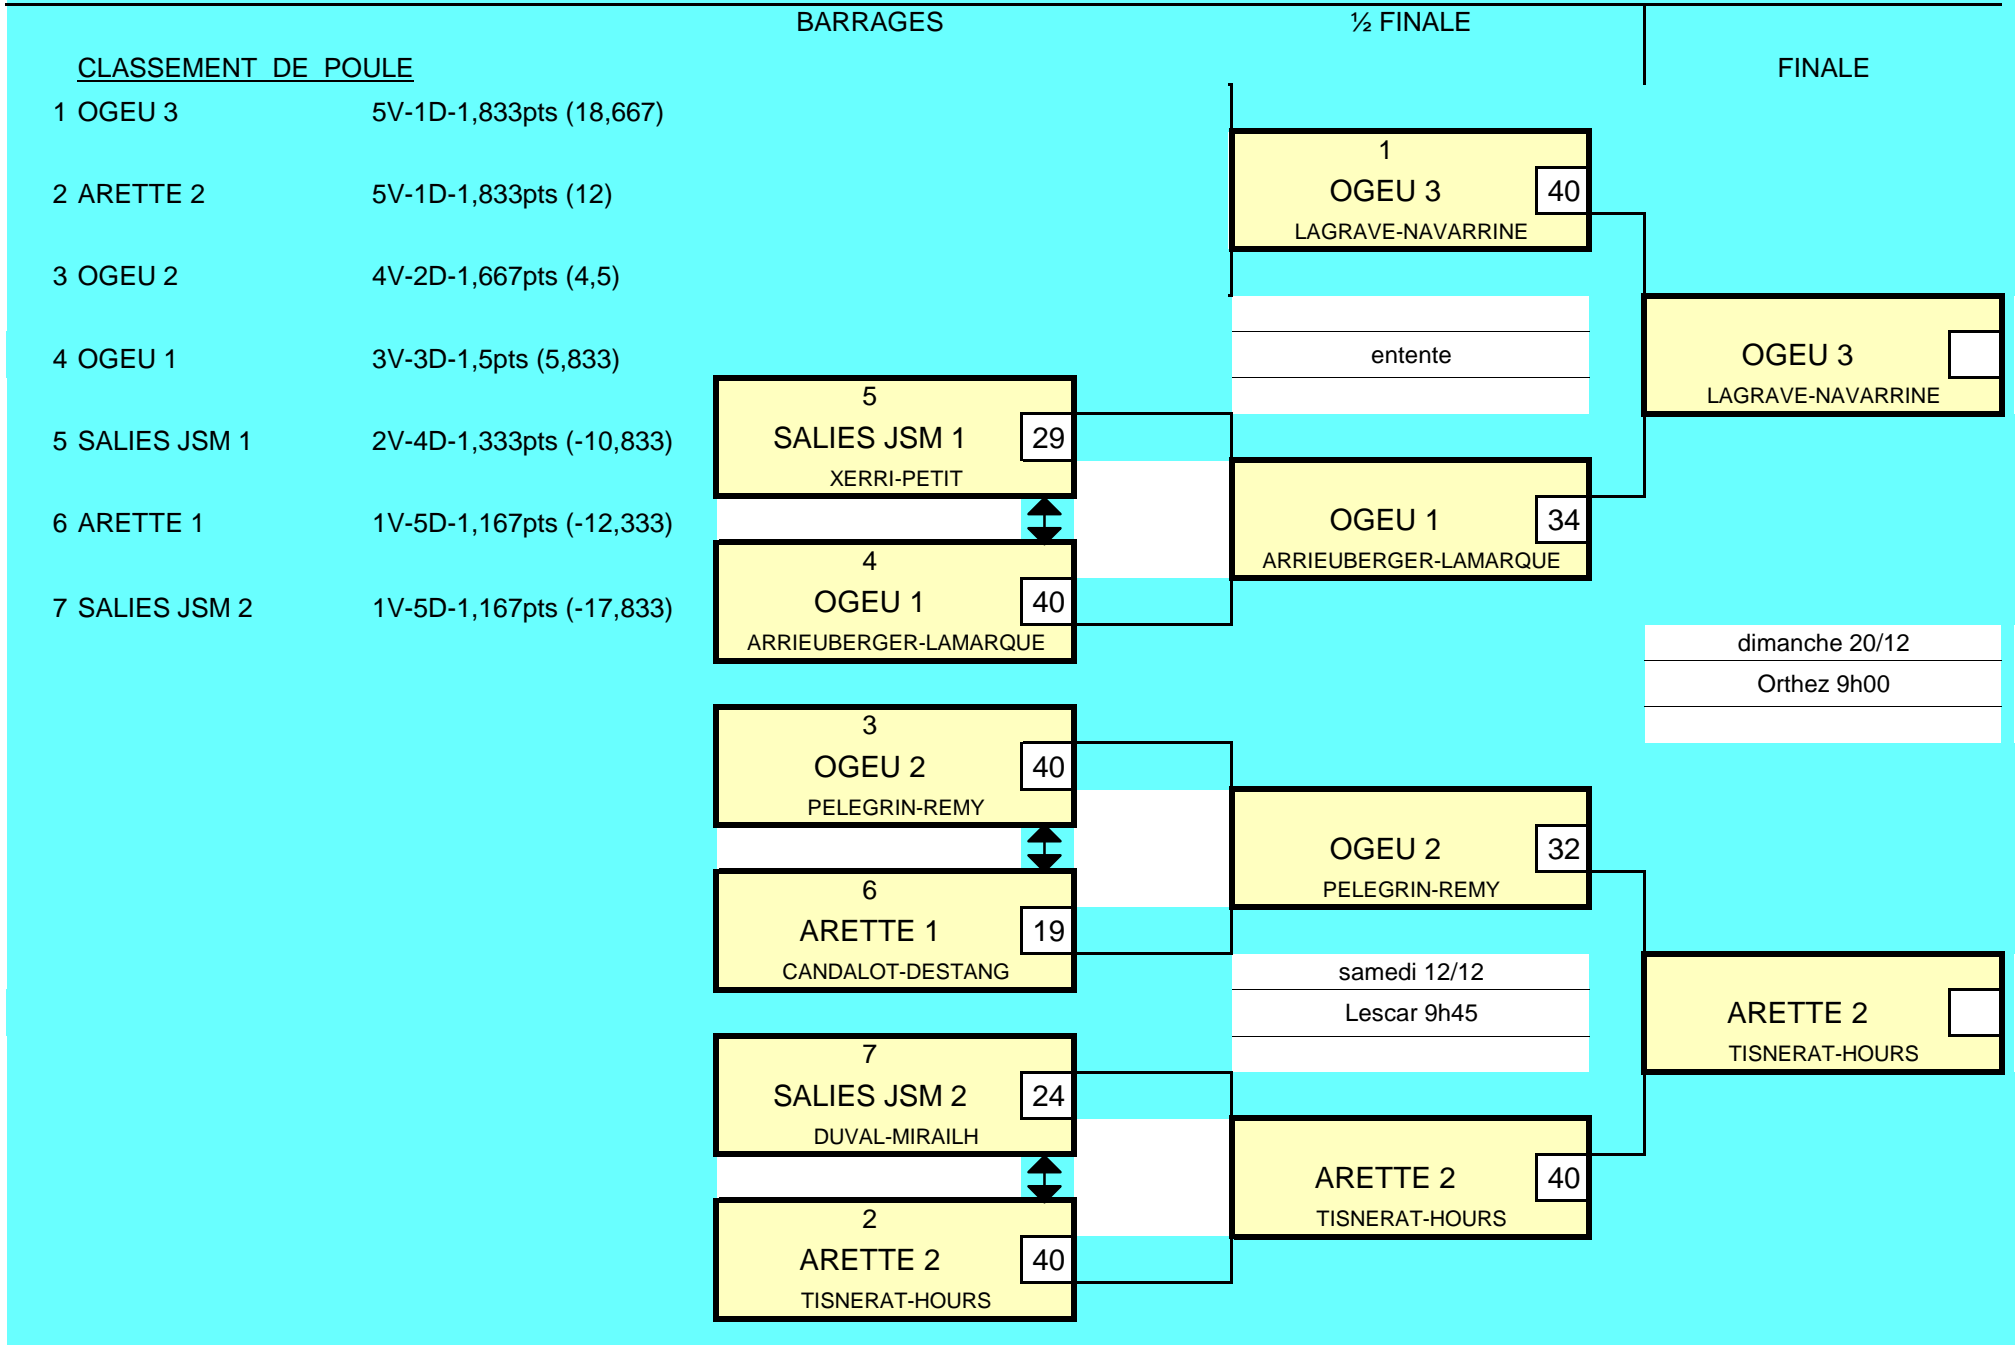 BARRAGES
½ FINALE
FINALE
CLASSEMENT DE POULE
1 OGEU 3 5V-1D-1,833pts (18,667)
2 ARETTE 2 5V-1D-1,833pts (12)
3 OGEU 2 4V-2D-1,667pts (4,5)
4 OGEU 1 3V-3D-1,5pts (5,833)
5 SALIES JSM 1 2V-4D-1,333pts (-10,833)
6 ARETTE 1 1V-5D-1,167pts (-12,333)
7 SALIES JSM 2 1V-5D-1,167pts (-17,833)
5
SALIES JSM 1 29
XERRI-PETIT
4
OGEU 1 40
ARRIEUBERGER-LAMARQUE
3
OGEU 2 40
PELEGRIN-REMY
6
ARETTE 1 19
CANDALOT-DESTANG
7
SALIES JSM 2 24
DUVAL-MIRAILH
2
ARETTE 2 40
TISNERAT-HOURS
1
OGEU 3 40
LAGRAVE-NAVARRINE
entente
OGEU 1 34
ARRIEUBERGER-LAMARQUE
OGEU 2 32
PELEGRIN-REMY
samedi 12/12
Lescar 9h45
ARETTE 2 40
TISNERAT-HOURS
OGEU 3
LAGRAVE-NAVARRINE
dimanche 20/12
Orthez 9h00
ARETTE 2
TISNERAT-HOURS